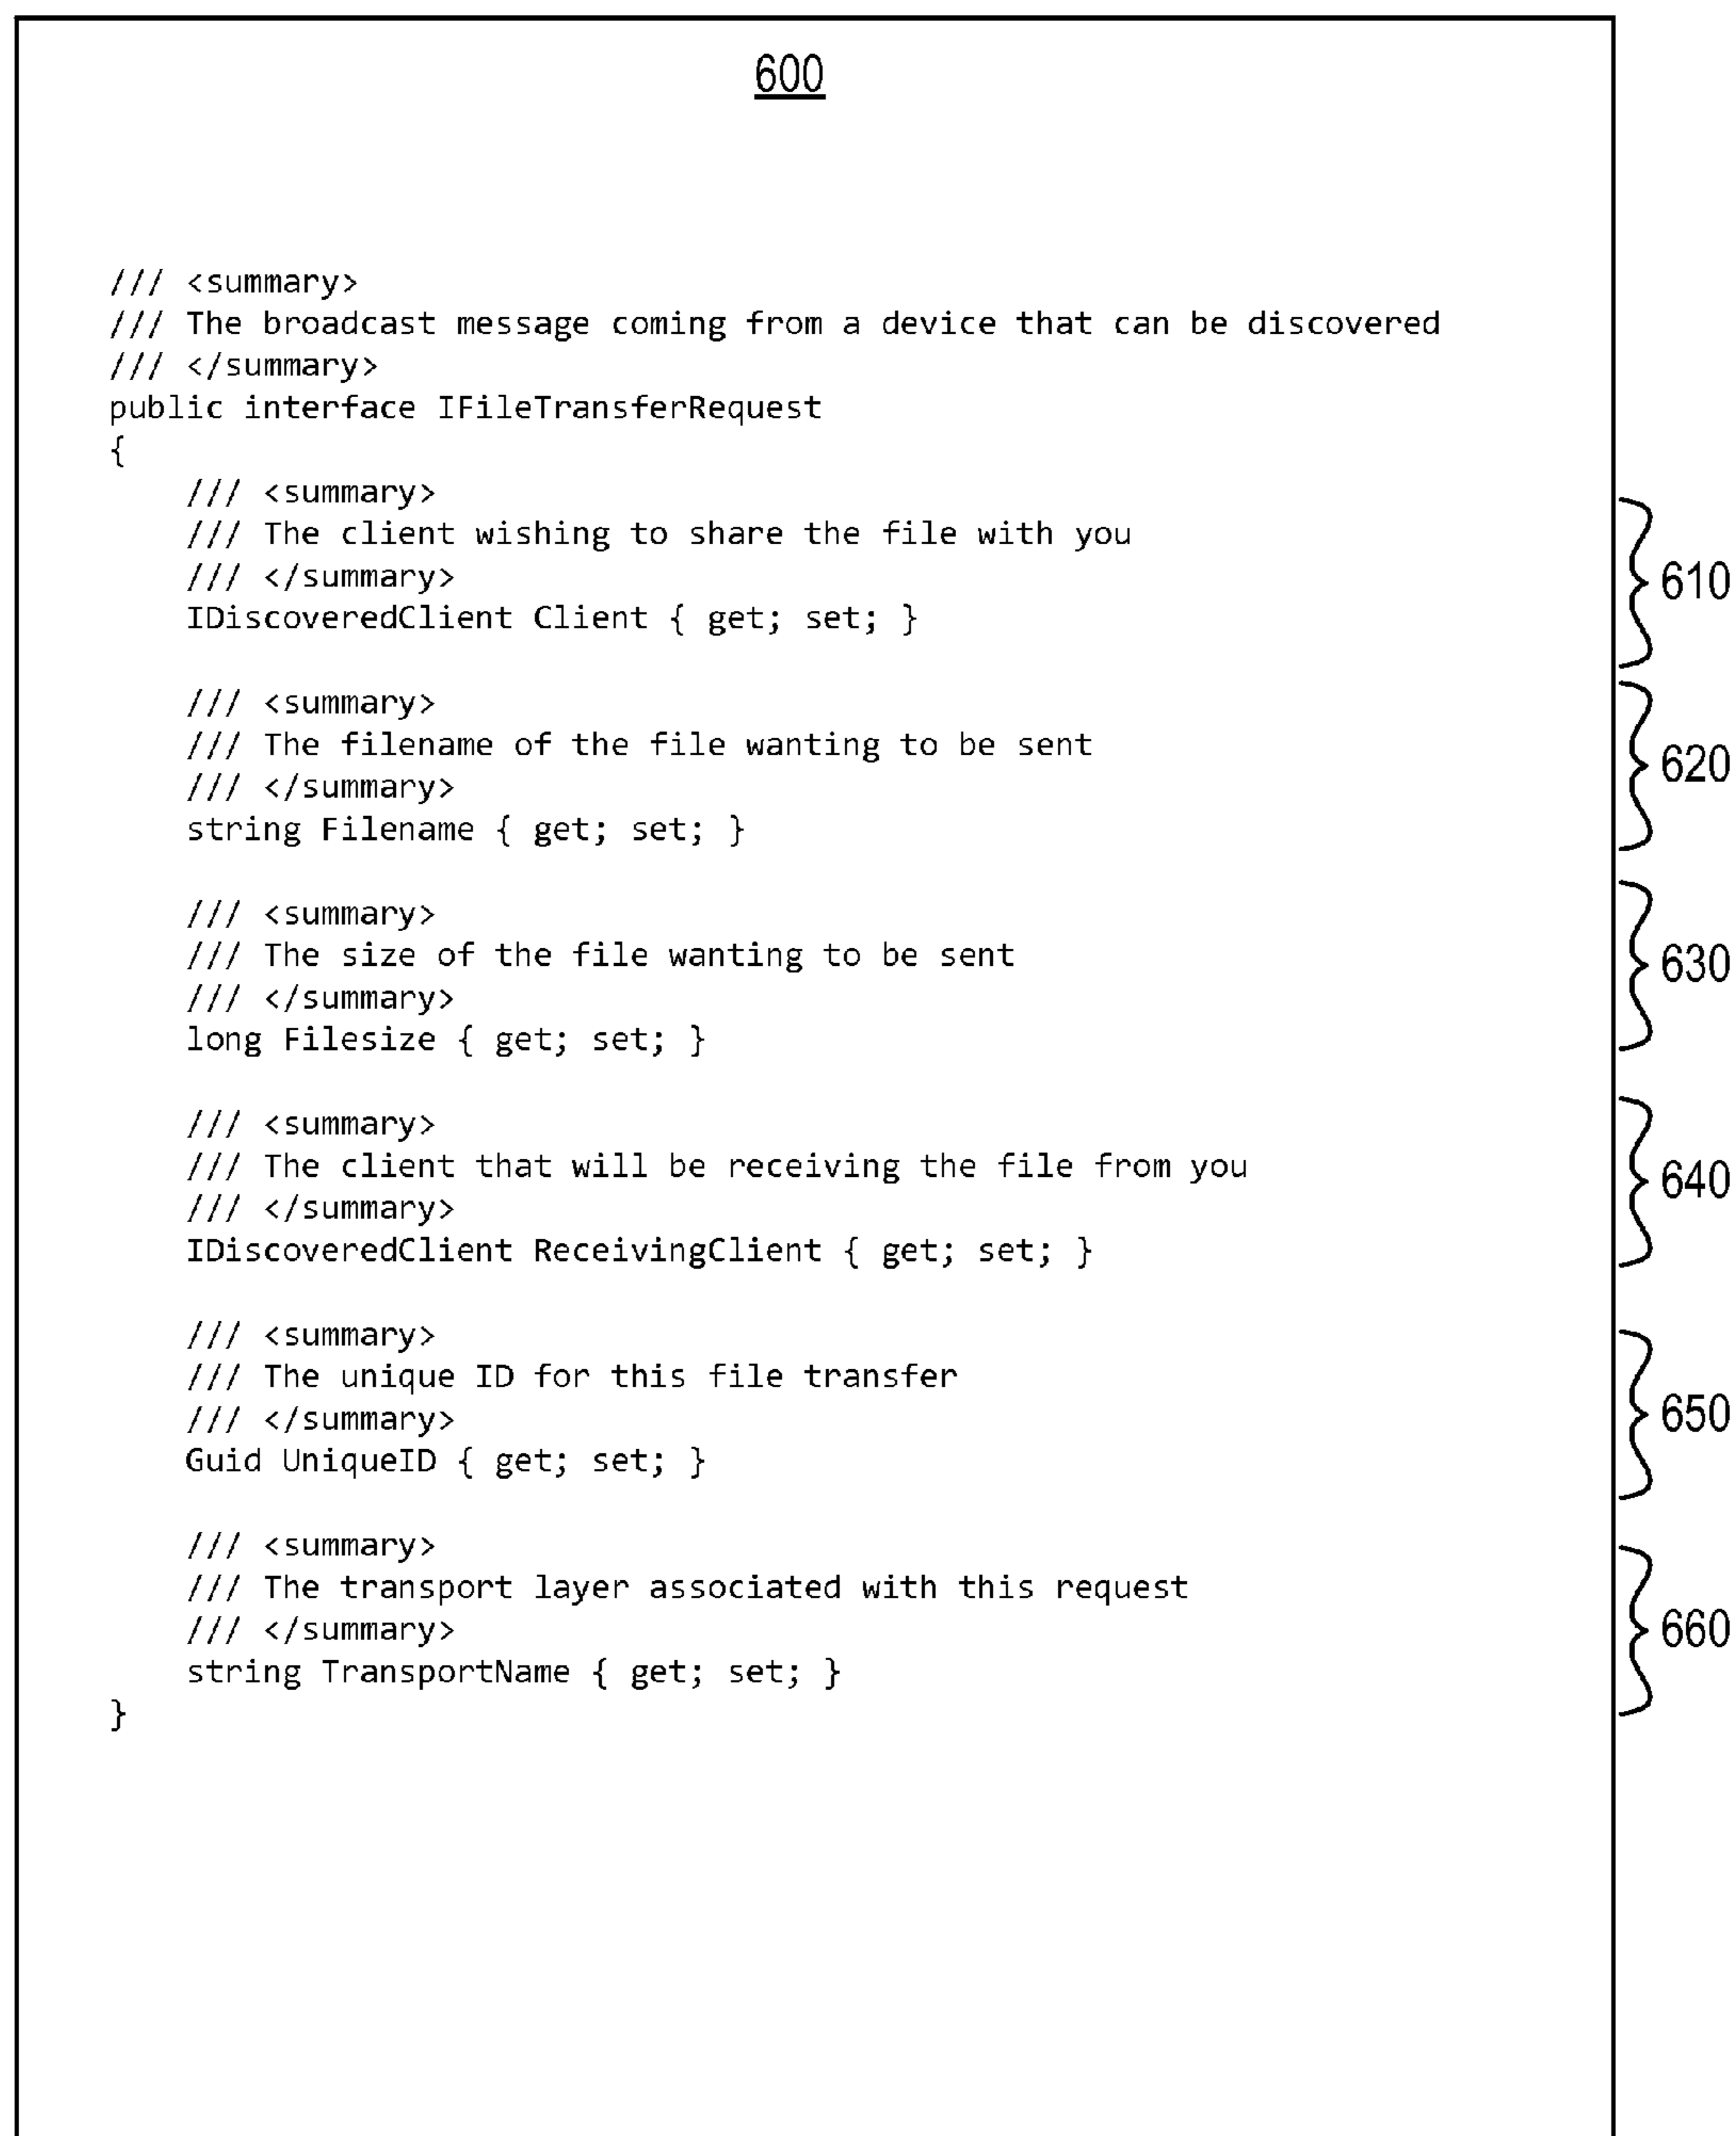 600
/// <summary>
/// The broadcast message coming from a device that can be discovered
/// </summary>
public interface IFileTransferRequest
{
/// <summary>
/// The client wishing to share the file with you
/// </summary>
IDiscoveredClient Client { get; set; }
610
/// <summary>
/// The filename of the file wanting to be sent
/// </summary>
string Filename { get; set; }
620
/// <summary>
/// The size of the file wanting to be sent
/// </summary>
long Filesize { get; set; }
630
/// <summary>
/// The client that will be receiving the file from you
/// </summary>
IDiscoveredClient ReceivingClient { get; set; }
640
/// <summary>
/// The unique ID for this file transfer
/// </summary>
Guid UniqueID { get; set; }
650
/// <summary>
/// The transport layer associated with this request
/// </summary>
string TransportName { get; set; }
660
}